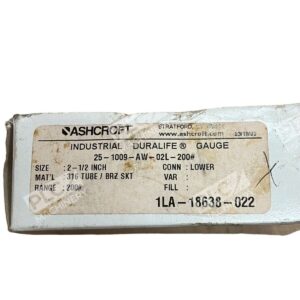 ASHCROFT
STRATFORD,
www.ashcroft.com
INDUSTRIAL DURALIFE® GAUGE
25-1009-AW-02L-200#
SIZE : 2-1/2 INCH CONN : LOWER
MAT'L : 316 TUBE / BRZ SKT VAR :
RANGE : 200# FILL :
1LA-18638-022
X